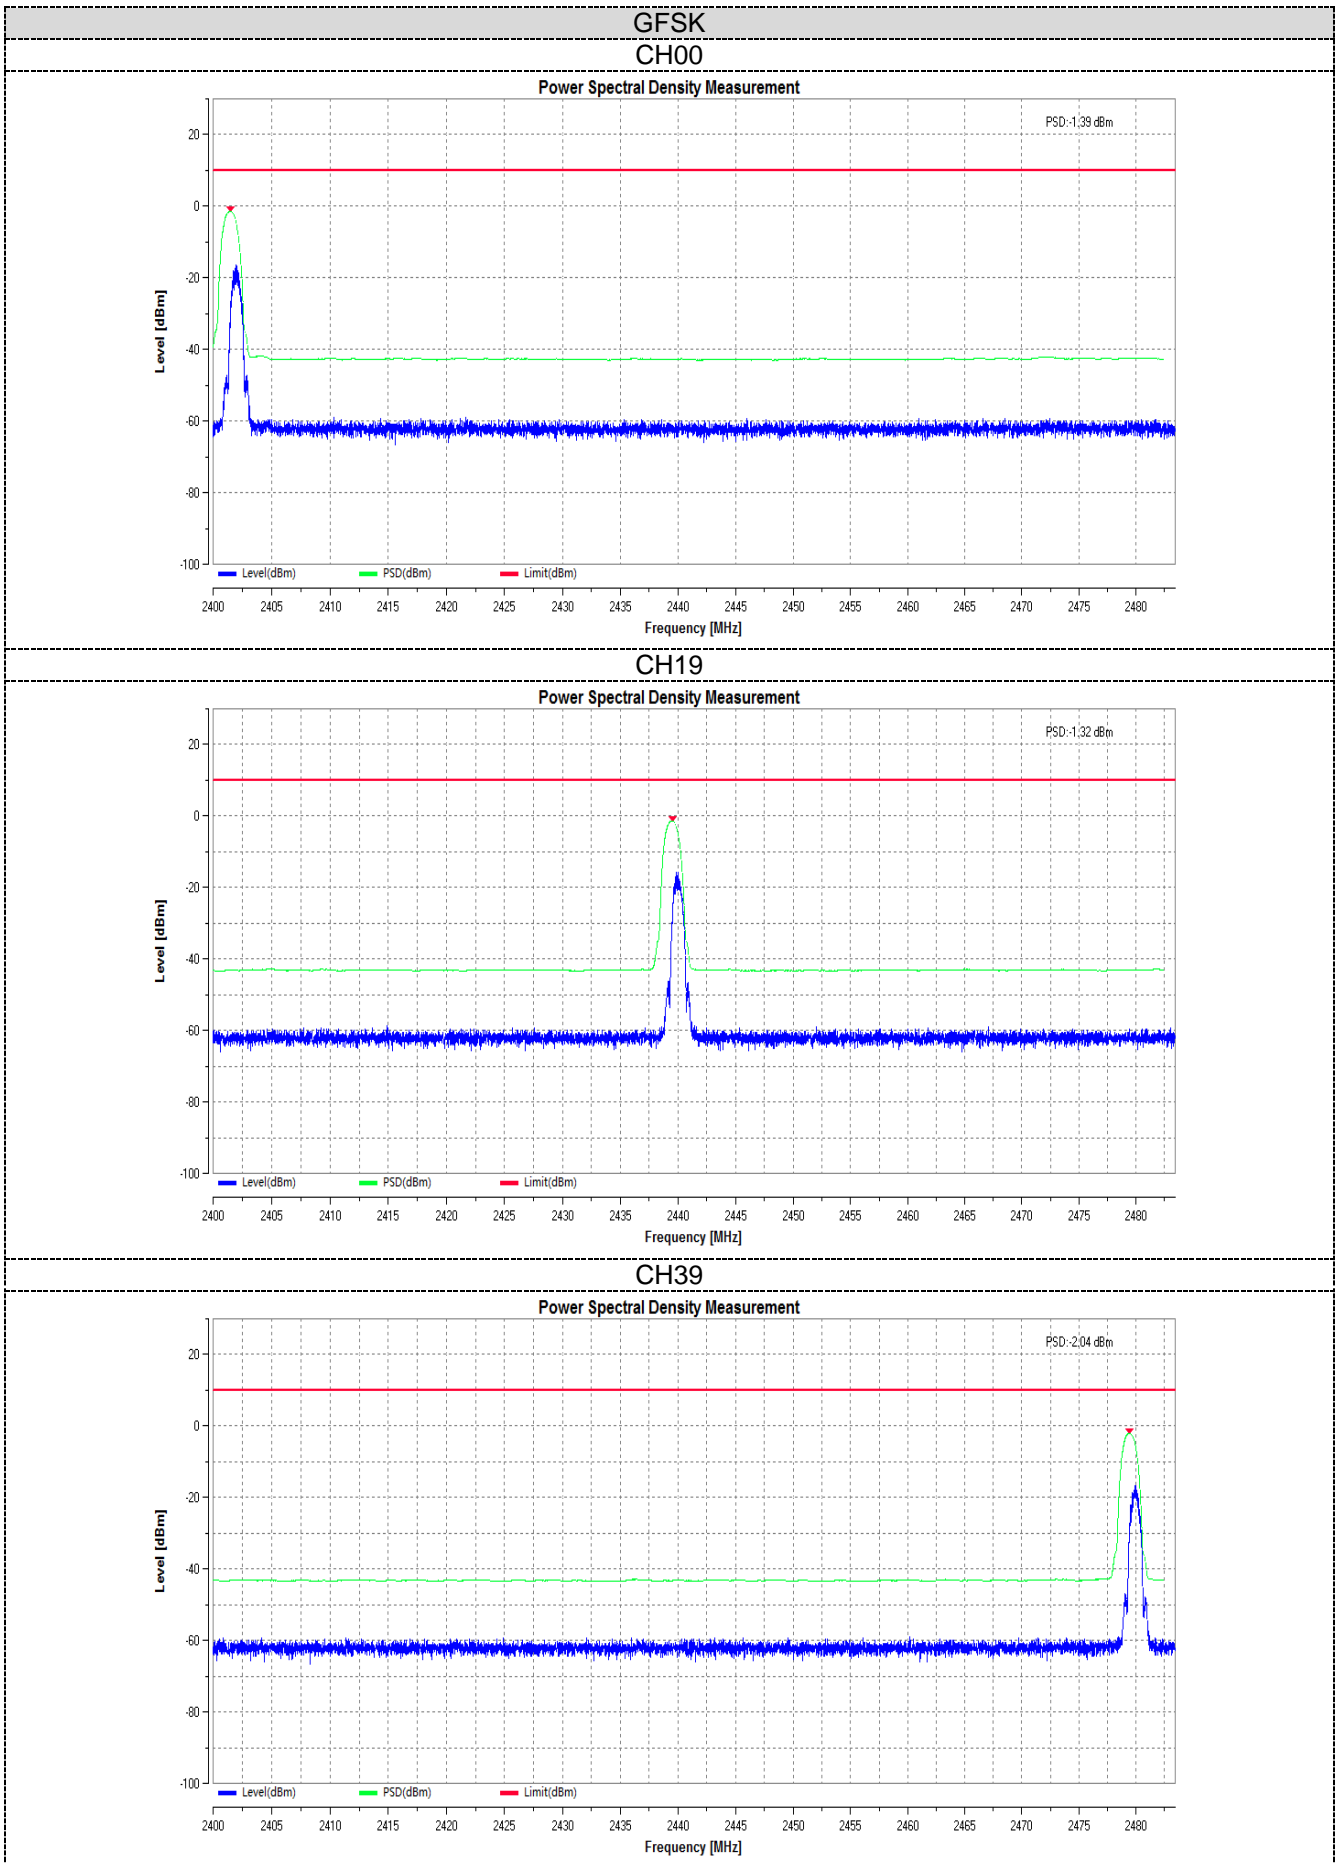 GFSK
CH00
Power Spectral Density Measurement
PSD:-1.39 dBm
20
0
-20
-40
-60
-80
-100
Level [dBm]
Level(dBm) PSD(dBm) Limit(dBm)
2400 2405 2410 2415 2420 2425 2430 2435 2440 2445 2450 2455 2460 2465 2470 2475 2480
Frequency [MHz]
CH19
Power Spectral Density Measurement
PSD:-1.32 dBm
20
0
-20
-40
-60
-80
-100
Level [dBm]
Level(dBm) PSD(dBm) Limit(dBm)
2400 2405 2410 2415 2420 2425 2430 2435 2440 2445 2450 2455 2460 2465 2470 2475 2480
Frequency [MHz]
CH39
Power Spectral Density Measurement
PSD:-2.04 dBm
20
0
-20
-40
-60
-80
-100
Level [dBm]
Level(dBm) PSD(dBm) Limit(dBm)
2400 2405 2410 2415 2420 2425 2430 2435 2440 2445 2450 2455 2460 2465 2470 2475 2480
Frequency [MHz]